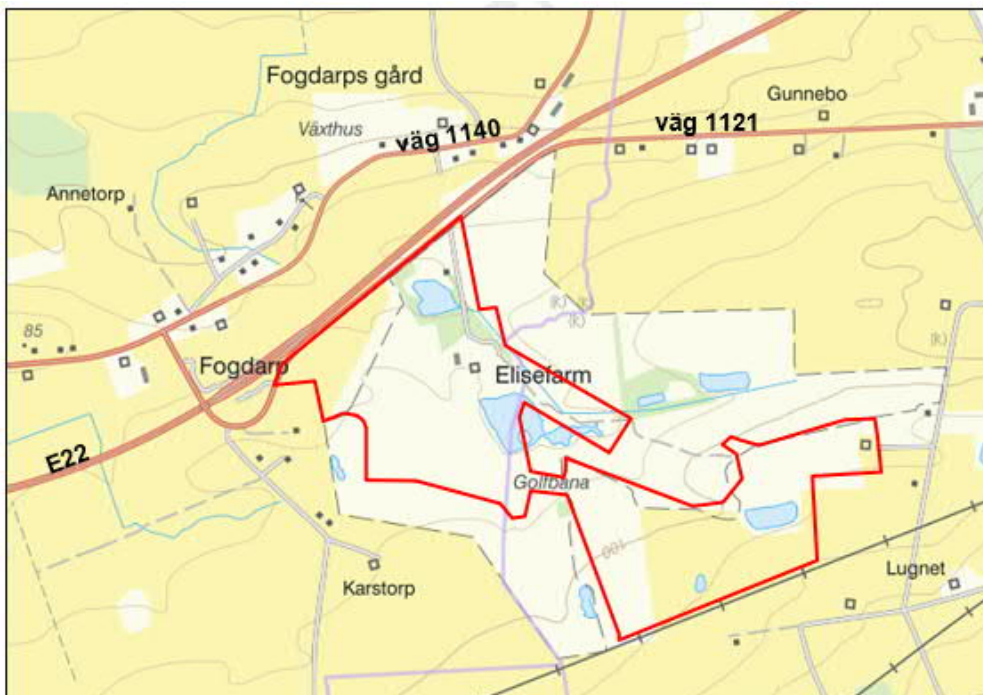 Fogdarps gård
Växthus
väg 1140
väg 1121
Gunnebo
Annetorp
85
Fogdarp
Elisefarm
(k)
(k)
(k)
(k)
E22
Golfbana
100
Karstorp
Lugnet